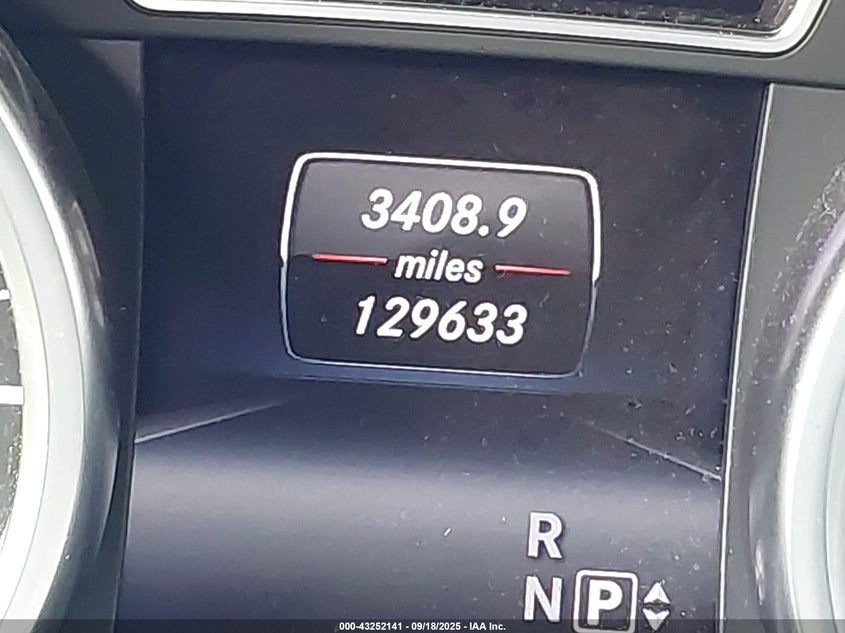 3408.9
miles
129633
R
N P
000-43252141 - 09/18/2025 - IAA Inc.